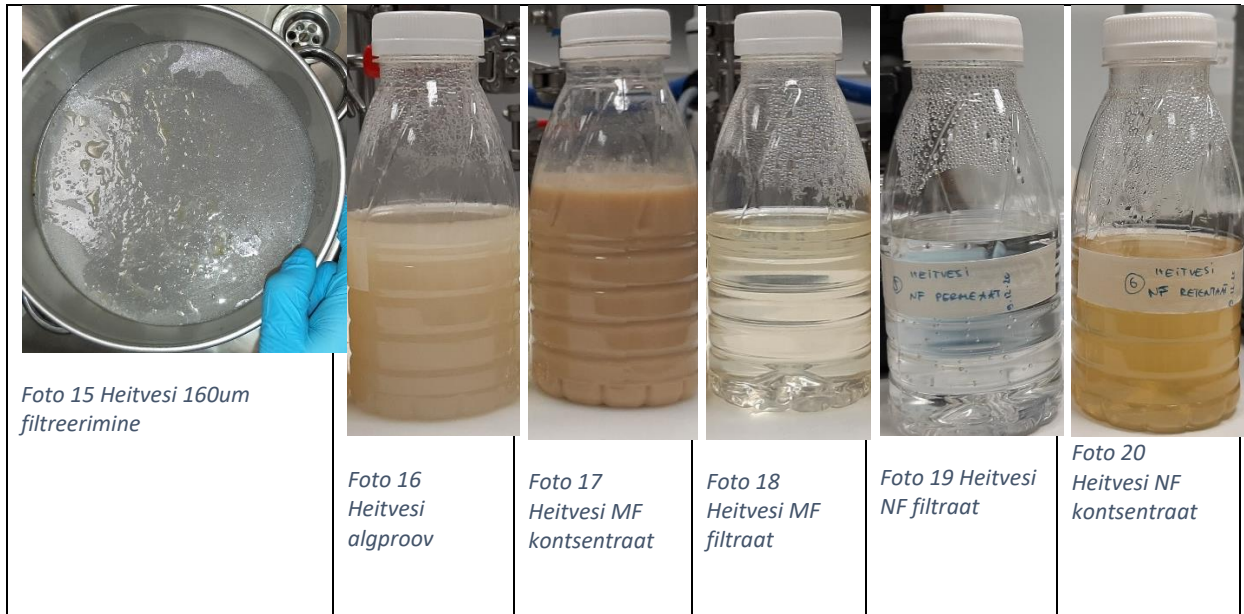 HEITVESI
NF PERMEAAT
6
HEITVESI
NF RETENTAAT
Foto 15 Heitvesi 160um
filtreerimine
Foto 16
Heitvesi
algproov
Foto 17
Heitvesi MF
kontsentraat
Foto 18
Heitvesi MF
filtraat
Foto 19 Heitvesi
NF filtraat
Foto 20
Heitvesi NF
kontsentraat